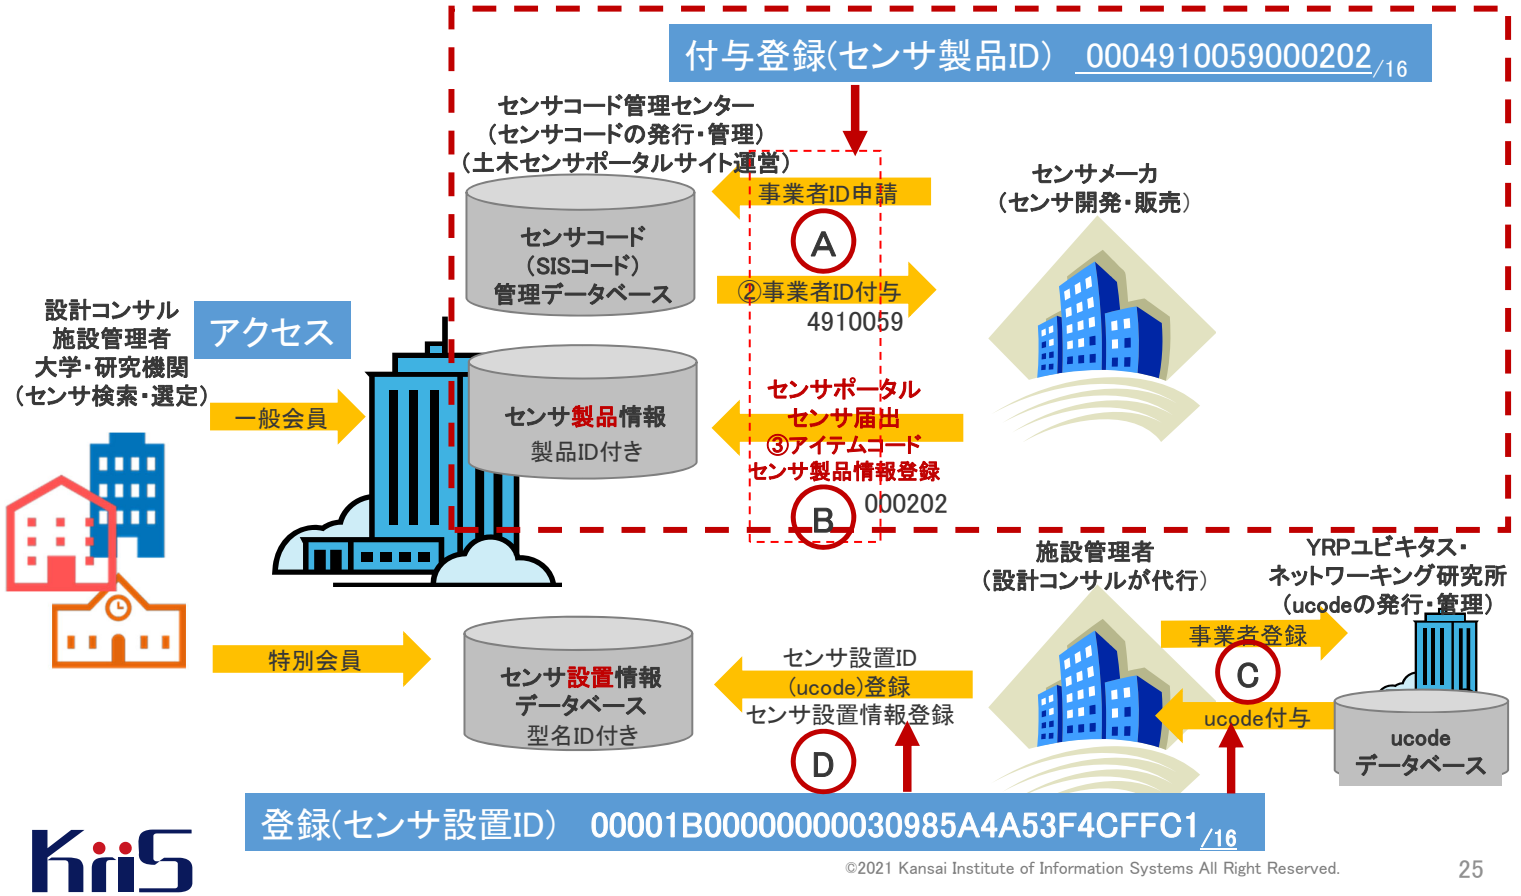 付与登録(センサ製品ID) 0004910059000202/16
センサコード管理センター
（センサコードの発行・管理）
（土木センサポータルサイト運営）
センサコード
（SISコード）
管理データベース
事業者ID申請
A
②事業者ID付与
4910059
センサメーカ
（センサ開発・販売）
設計コンサル
施設管理者
大学・研究機関
（センサ検索・選定）
アクセス
一般会員
センサ製品情報
製品ID付き
センサポータル
センサ届出
③アイテムコード
センサ製品情報登録
000202
B
施設管理者
（設計コンサルが代行）
YRPユビキタス・
ネットワーキング研究所
（ucodeの発行・管理）
特別会員
センサ設置情報
データベース
型名ID付き
センサ設置ID
(ucode)登録
センサ設置情報登録
D
事業者登録
C
ucode付与
ucode
データベース
登録(センサ設置ID) 00001B00000000030985A4A53F4CFFC1/16
KiiS
©2021 Kansai Institute of Information Systems All Right Reserved.
25